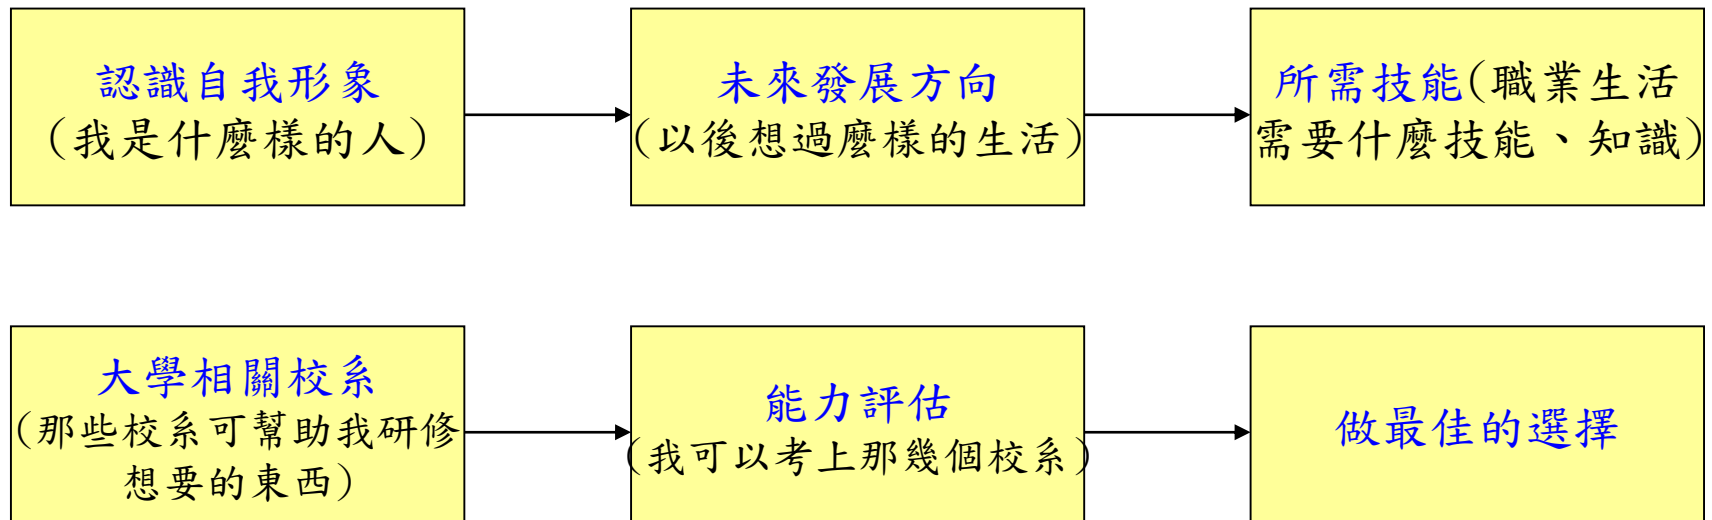 認識自我形象
(我是什麼樣的人)
未來發展方向
(以後想過麼樣的生活)
所需技能(職業生活
需要什麼技能、知識)
大學相關校系
(那些校系可幫助我研修
想要的東西)
能力評估
(我可以考上那幾個校系)
做最佳的選擇